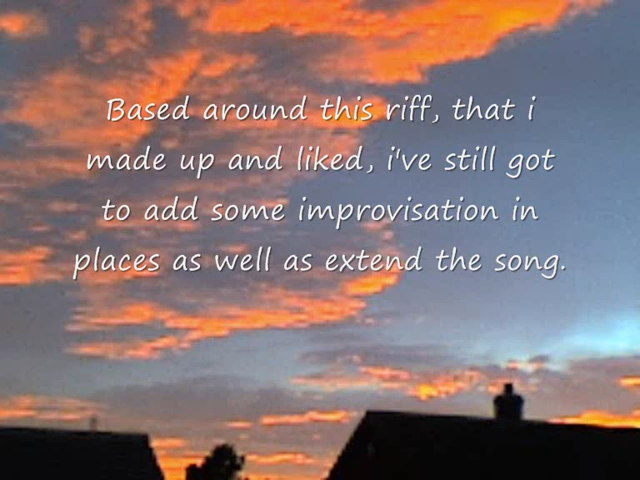 Based around this riff, that i
made up and liked, i've still got
to add some improvisation in
places as well as extend the song.